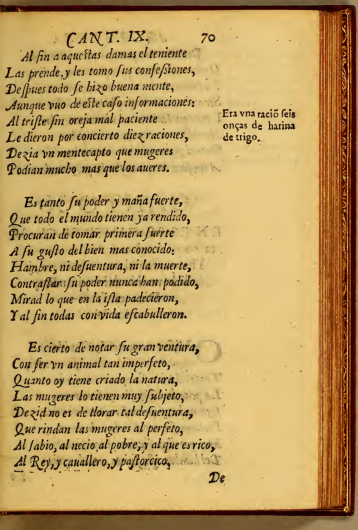 CANT. IX. 70
Al fin a aqueſtas damas el teniente
Las prende, y les tomo ſus confeſsiones,
Deſpues todo ſe hizo buena mente,
Aunque vuo de eſte caſo informaciones:
Al triſte ſin oreja mal paciente
Le dieron por concierto diez raciones,
Dezia vn mentecapto que mugeres
Podian mucho mas que los aueres.
Era vna raciõ ſeis
onças de harina
de trigo.
Es tanto ſu poder y maña fuerte,
Que todo el mundo tienen ya rendido,
Procuran de tomar primera ſuerte
A ſu guſto del bien mas conocido:
Hambre, ni deſuentura, ni la muerte,
Contraſtar ſu poder nunca han podido,
Mirad lo que en la iſla padecieron,
Y al fin todas con vida eſcabulleron.
Es cierto de notar ſu gran ventura,
Con ſer vn animal tan imperfeto,
Quanto oy tiene criado la natura,
Las mugeres lo tienen muy ſubjeto,
Dezid no es de llorar tal deſuentura,
Que rindan las mugeres al perfeto,
Al ſabio, al necio, al pobre, y al que es rico,
Al Rey, y cauallero, y paſtorcico,
De